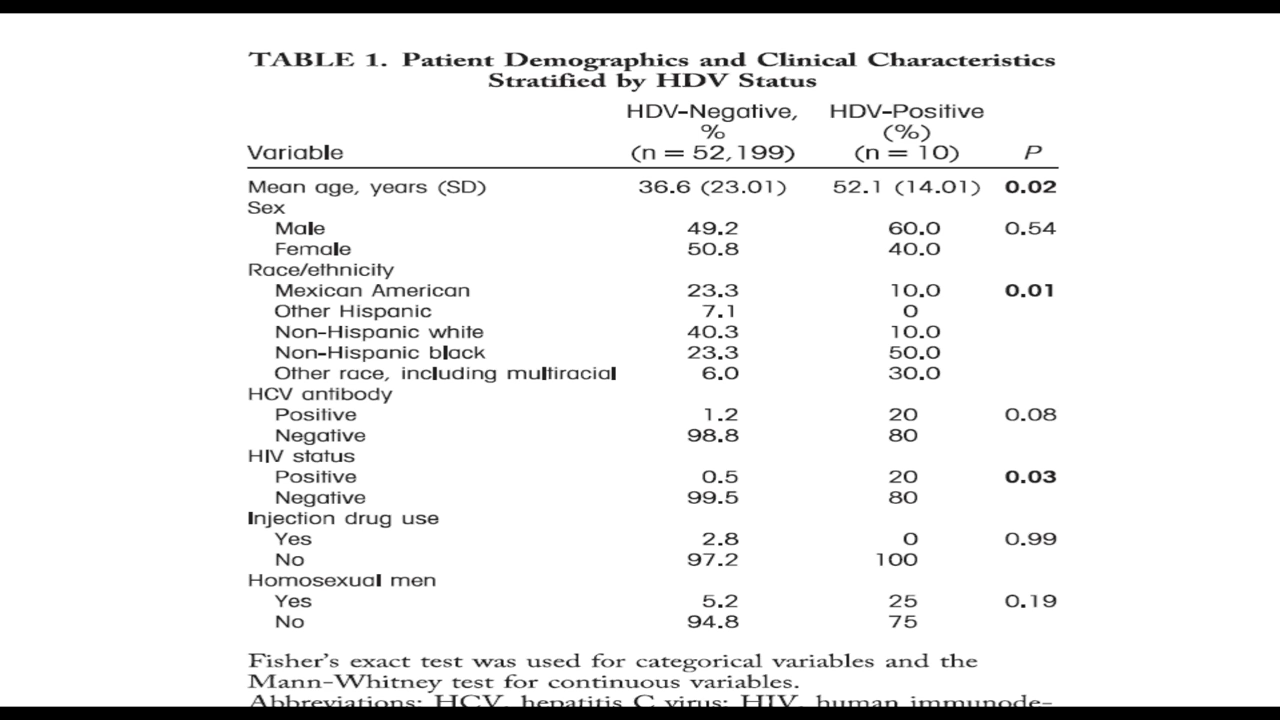 TABLE 1. Patient Demographics and Clinical Characteristics
Stratified by HDV Status
HDV-Negative, HDV-Positive
% (%)
Variable (n = 52,199) (n = 10) P
Mean age, years (SD) 36.6 (23.01) 52.1 (14.01) 0.02
Sex
Male 49.2 60.0 0.54
Female 50.8 40.0
Race/ethnicity
Mexican American 23.3 10.0 0.01
Other Hispanic 7.1 0
Non-Hispanic white 40.3 10.0
Non-Hispanic black 23.3 50.0
Other race, including multiracial 6.0 30.0
HCV antibody
Positive 1.2 20 0.08
Negative 98.8 80
HIV status
Positive 0.5 20 0.03
Negative 99.5 80
Injection drug use
Yes 2.8 0 0.99
No 97.2 100
Homosexual men
Yes 5.2 25 0.19
No 94.8 75
Fisher's exact test was used for categorical variables and the
Mann-Whitney test for continuous variables.
Abbreviations: HCV, hepatitis C virus; HIV, human immunode-